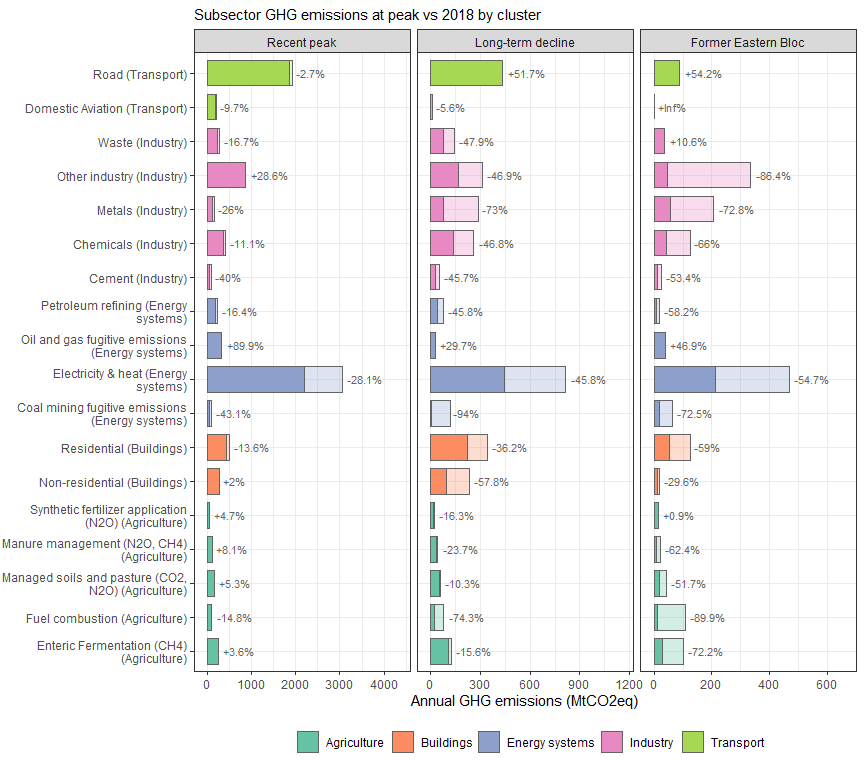 Subsector GHG emissions at peak vs 2018 by cluster
Recent peak Long-term decline Former Eastern Bloc
Road (Transport) -2.7% +51.7% +54.2%
Domestic Aviation (Transport) -9.7% -5.6% +Inf%
Waste (Industry) -16.7% -47.9% +10.6%
Other industry (Industry) +28.6% -46.9% -86.4%
Metals (Industry) -26% -73% -72.8%
Chemicals (Industry) -11.1% -46.8% -66%
Cement (Industry) -40% -45.7% -53.4%
Petroleum refining (Energy
systems) -16.4% -45.8% -58.2%
Oil and gas fugitive emissions
(Energy systems) +89.9% +29.7% +46.9%
Electricity & heat (Energy
systems) -28.1% -45.8% -54.7%
Coal mining fugitive emissions
(Energy systems) -43.1% -94% -72.5%
Residential (Buildings) -13.6% -36.2% -59%
Non-residential (Buildings) +2% -57.8% -29.6%
Synthetic fertilizer application
(N2O) (Agriculture) +4.7% -16.3% +0.9%
Manure management (N2O, CH4)
(Agriculture) +8.1% -23.7% -62.4%
Managed soils and pasture (CO2,
N2O) (Agriculture) +5.3% -10.3% -51.7%
Fuel combustion (Agriculture) -14.8% -74.3% -89.9%
Enteric Fermentation (CH4)
(Agriculture) +3.6% -15.6% -72.2%
0 1000 2000 3000 4000 0 300 600 900 1200 0 200 400 600
Annual GHG emissions (MtCO2eq)
Agriculture Buildings Energy systems Industry Transport